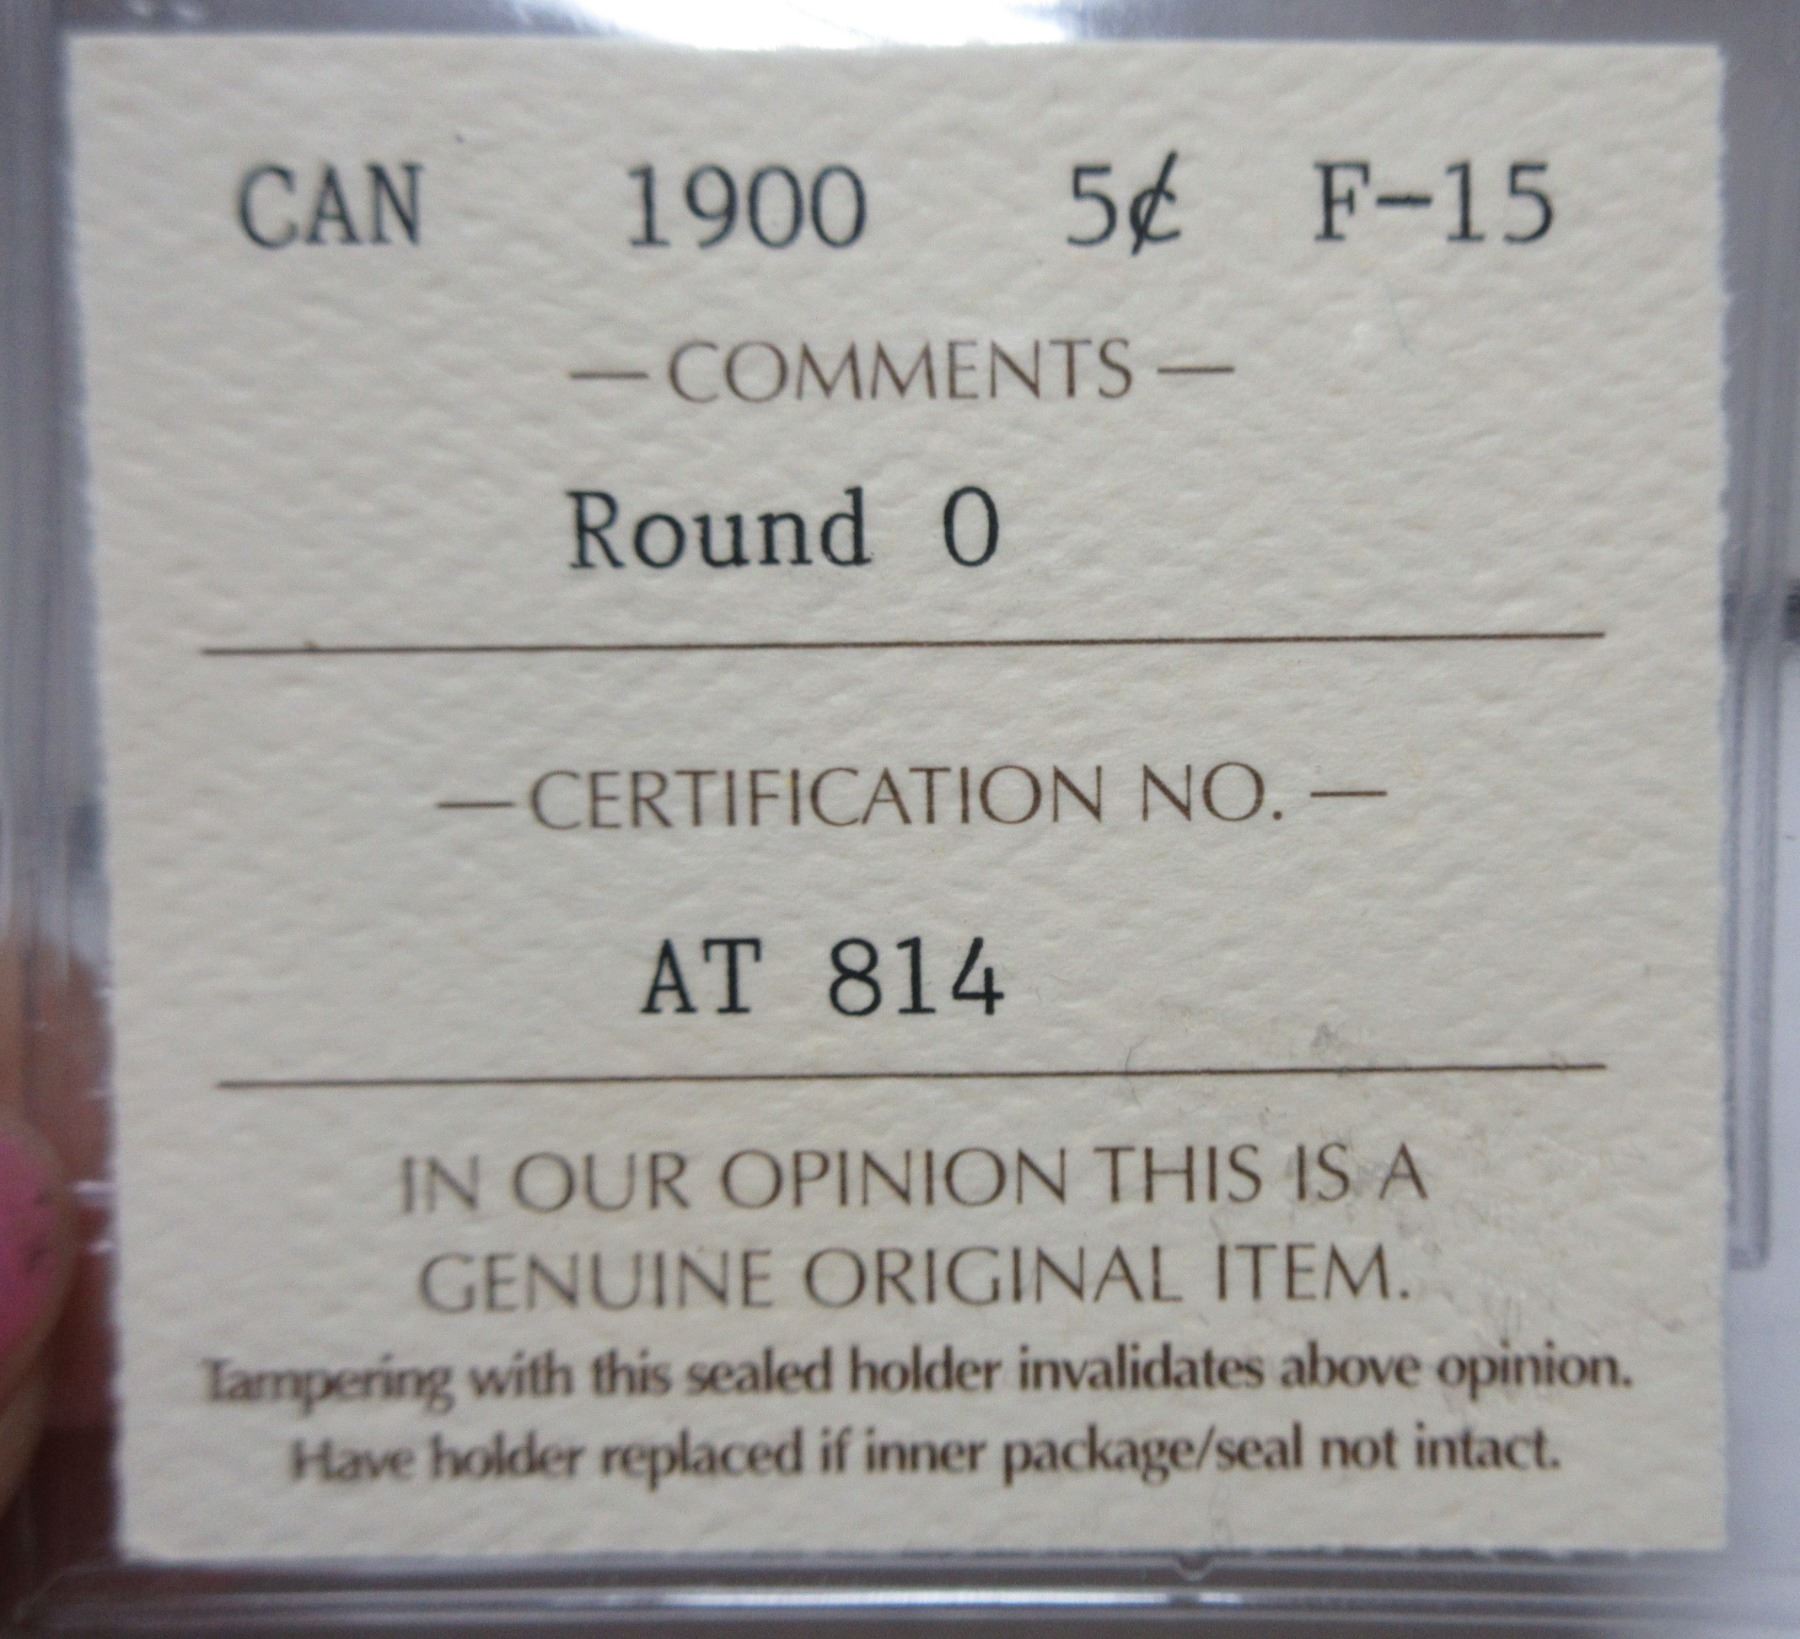 CAN 1900 5¢ F-15
—COMMENTS—
Round 0
—CERTIFICATION NO.—
AT 814
IN OUR OPINION THIS IS A
GENUINE ORIGINAL ITEM.
Tampering with this sealed holder invalidates above opinion.
Have holder replaced if inner package/seal not intact.